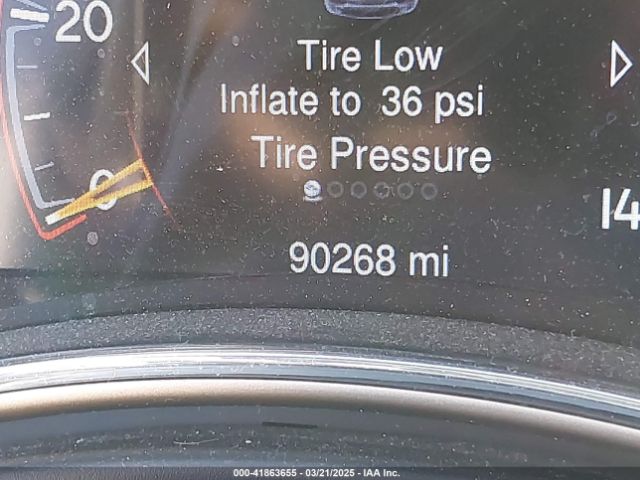 20
Tire Low
Inflate to 36 psi
Tire Pressure
0
14
90268 mi
000-41863655 - 03/21/2025 - IAA Inc.